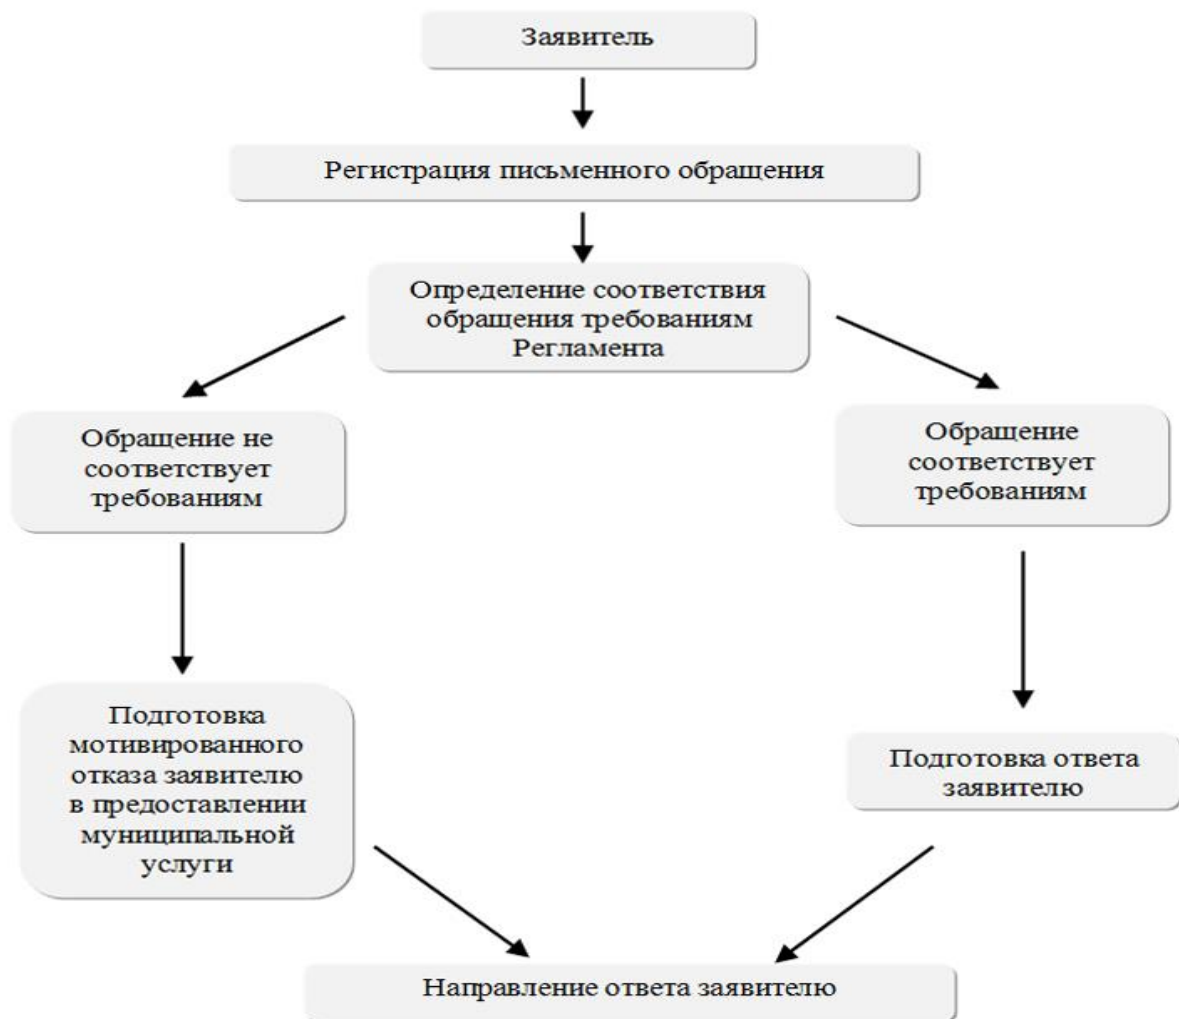 Заявитель
Регистрация письменного обращения
Определение соответствия
обращения требованиям
Регламента
Обращение не
соответствует
требованиям
Обращение
соответствует
требованиям
Подготовка
мотивированного
отказа заявителю
в предоставлении
муниципальной
услуги
Подготовка ответа
заявителю
Направление ответа заявителю